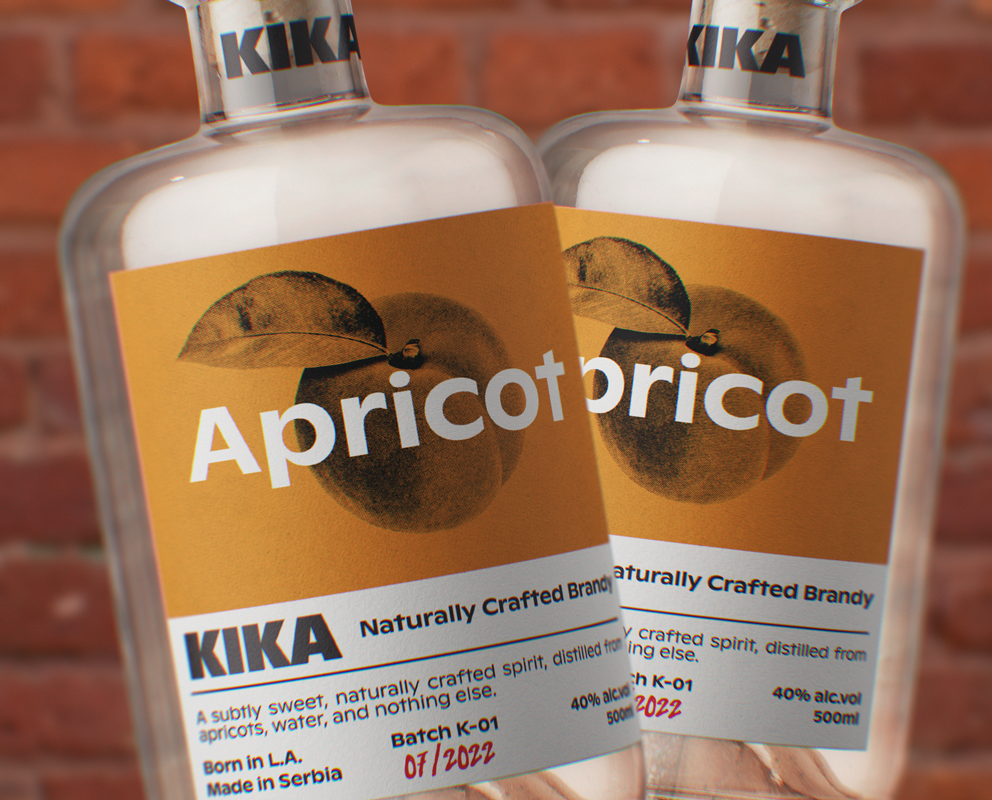 KIKA
Apricot
KIKA Naturally Crafted Brandy
A subtly sweet, naturally crafted spirit, distilled from
apricots, water, and nothing else.
Born in L.A.
Made in Serbia
Batch K-01
07/2022
40% alc.vol
500ml
KIKA
pricot
aturally Crafted Brandy
y crafted spirit, distilled from
ing else.
ch K-01
2022
40% alc.vol
500ml